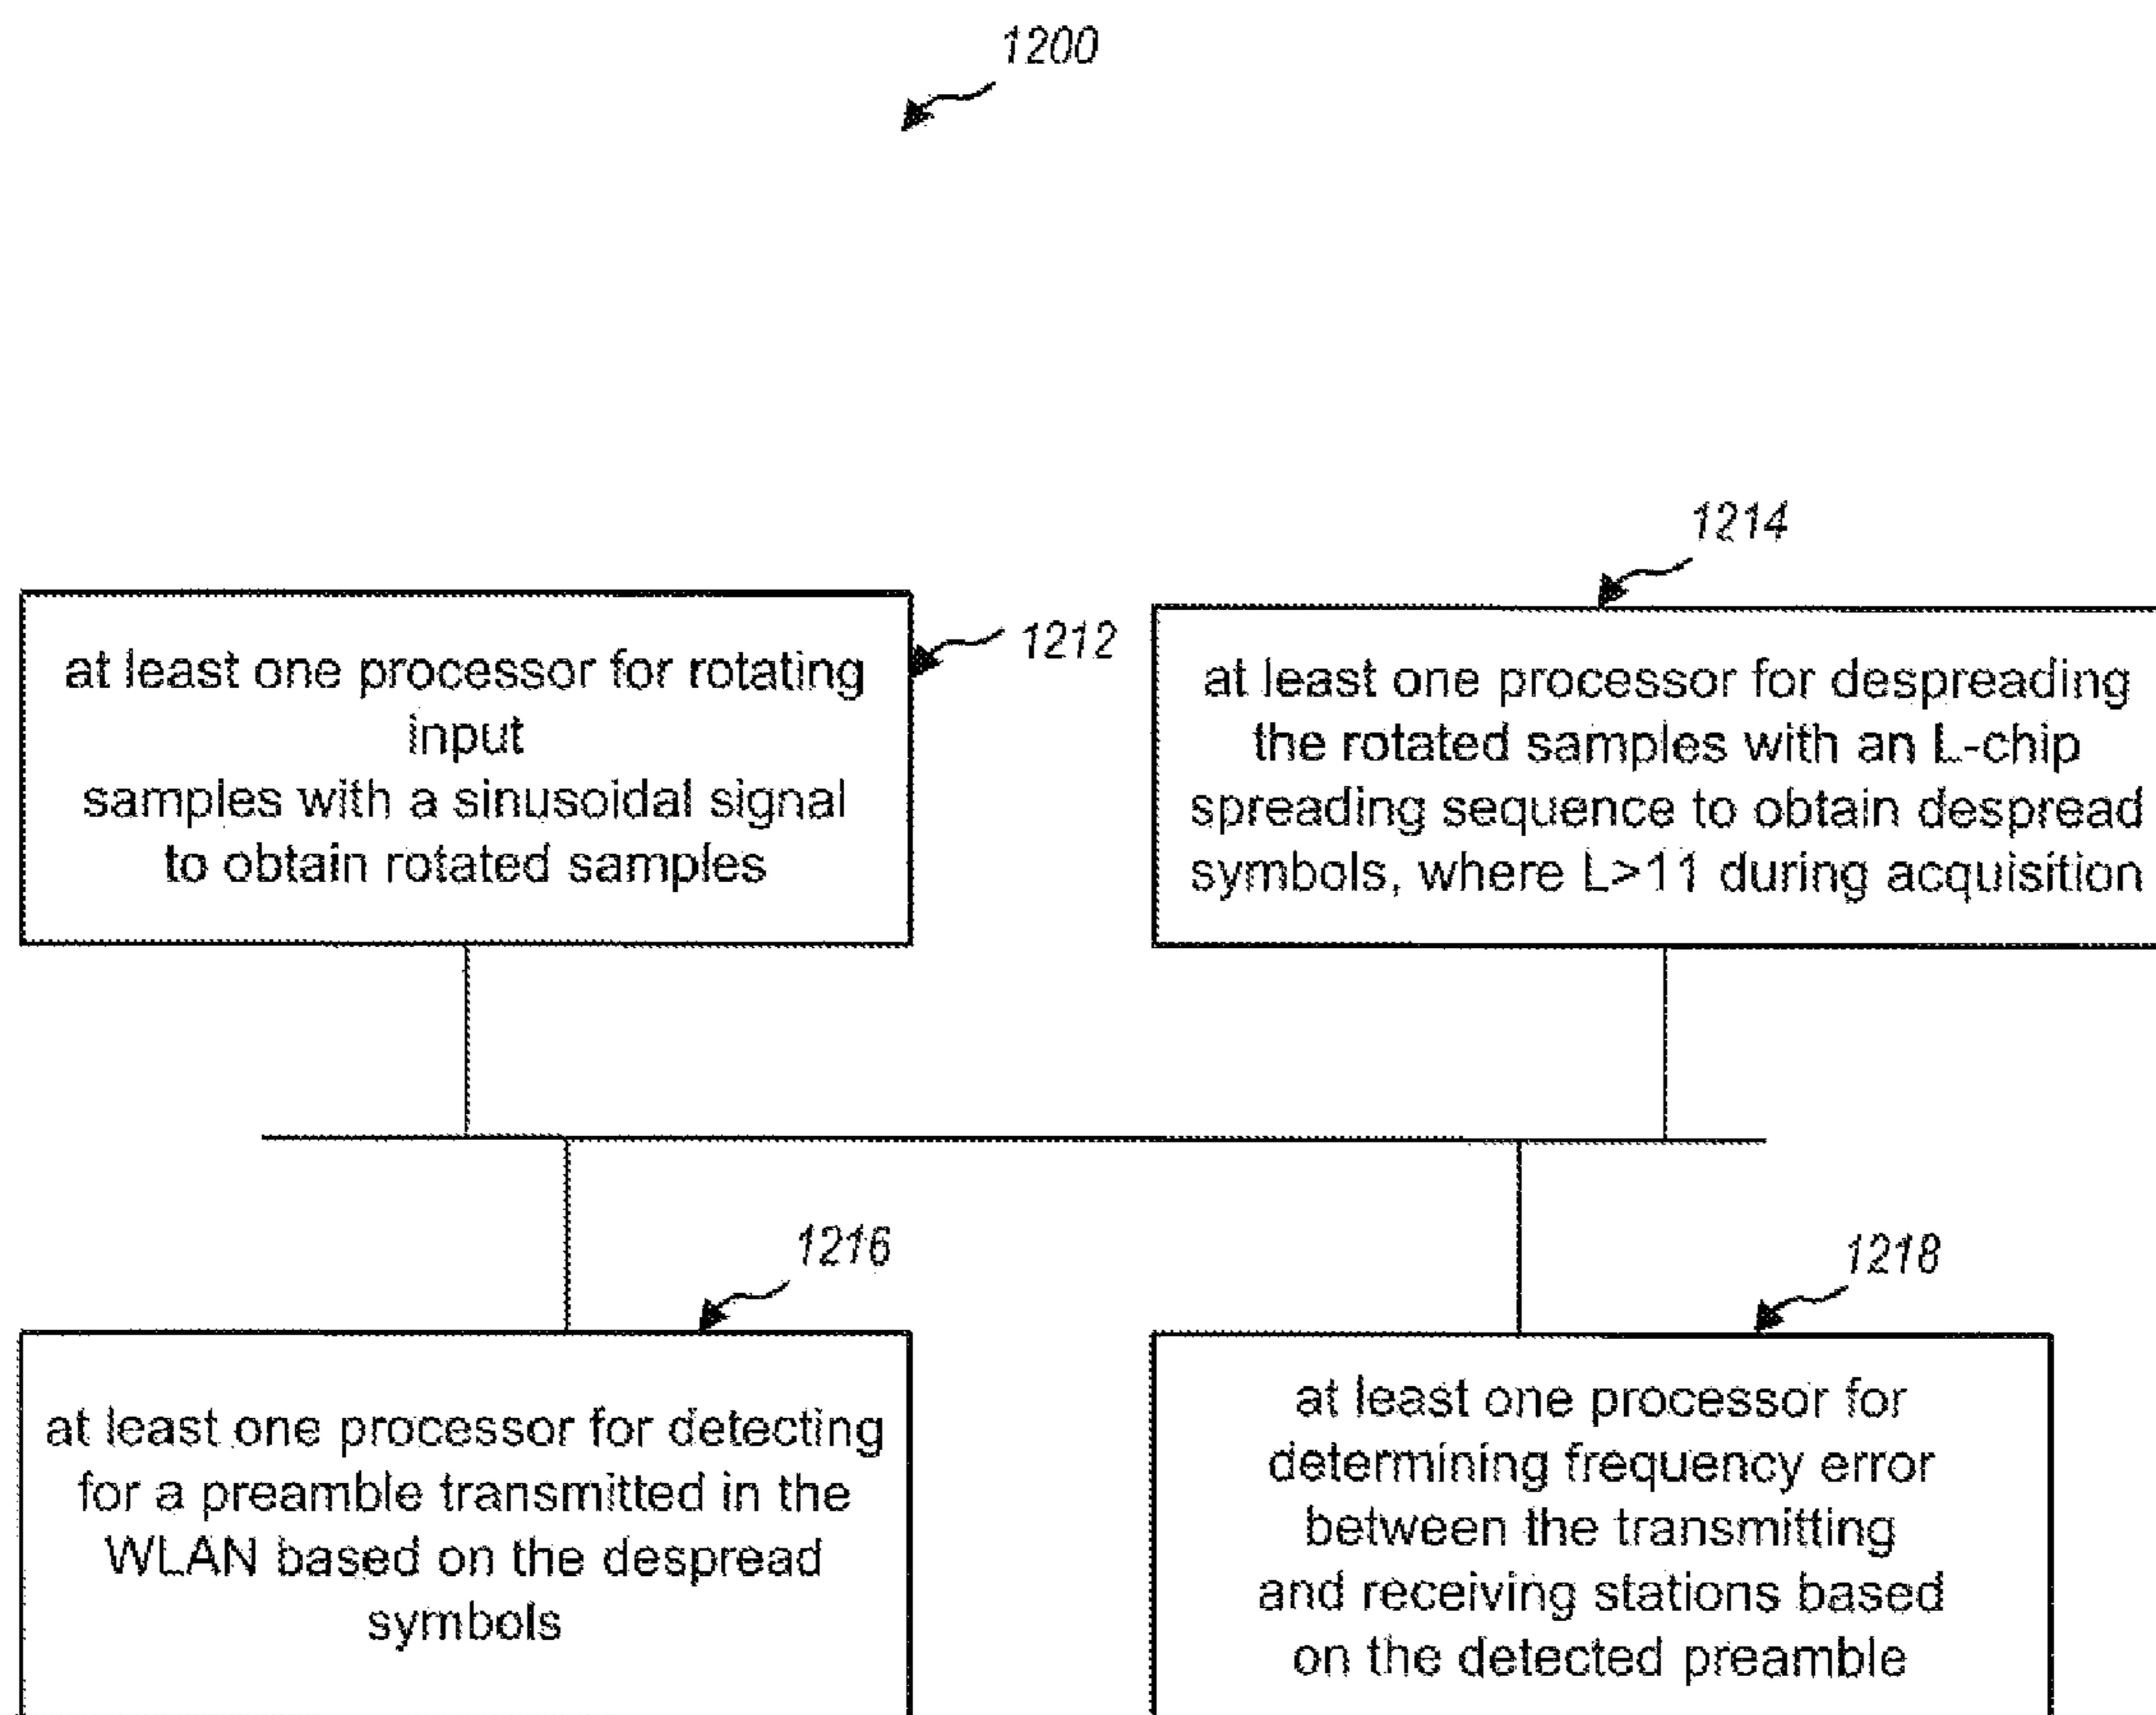 1200
1214
1212
at least one processor for rotating
input
samples with a sinusoidal signal
to obtain rotated samples
at least one processor for despreading
the rotated samples with an L-chip
spreading sequence to obtain despread
symbols, where L>11 during acquisition
1216
1218
at least one processor for detecting
for a preamble transmitted in the
WLAN based on the despread
symbols
at least one processor for
determining frequency error
between the transmitting
and receiving stations based
on the detected preamble